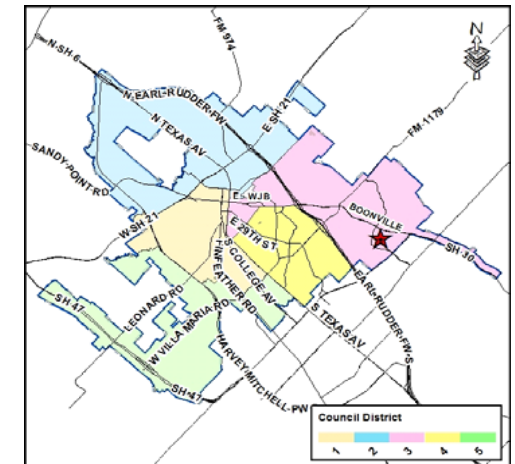 N
FM 974
N-SH-6
N-EARL-RUDDER-FW
E SH 21
N TEXAS AV
FM-1179
SANDY-POINT-RD
E WJB
BOONVILLE
W-SH 21
E 29TH S.T.
SH-30
S-COLLEGE-AV
FINFEATHER RD
LEONARD RD
SH 47
W VILLA MARIA-RD
S TEXAS AV
EARL-RUDDER-FW-S
HARVEY-MITCHELL-PW
SH-47
Council District
1 2 3 4 5